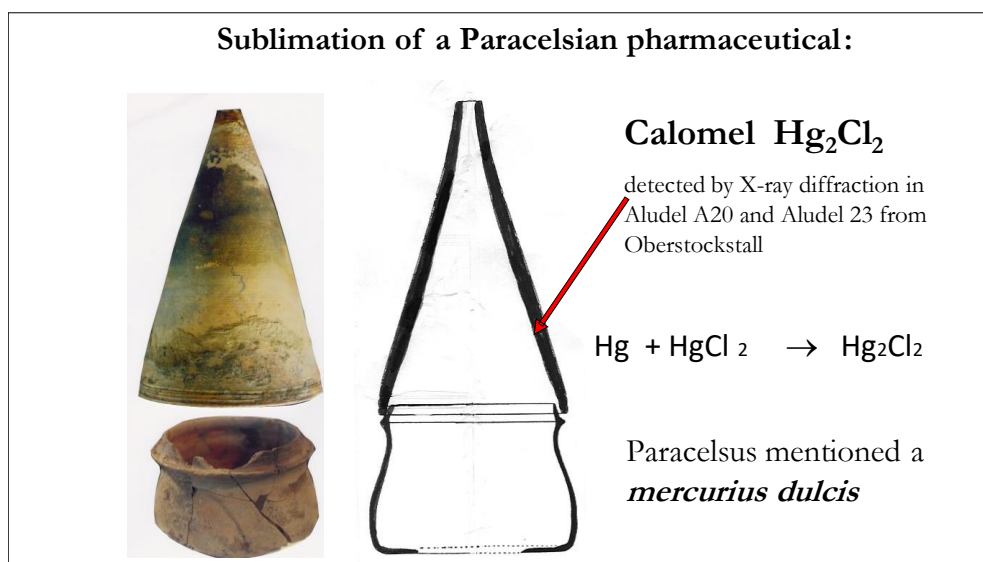 Sublimation of a Paracelsian pharmaceutical:
Calomel Hg₂Cl₂
detected by X-ray diffraction in
Aludel A20 and Aludel 23 from
Oberstockstall
Hg + HgCl ₂ → Hg₂Cl₂
Paracelsus mentioned a
mercurius dulcis